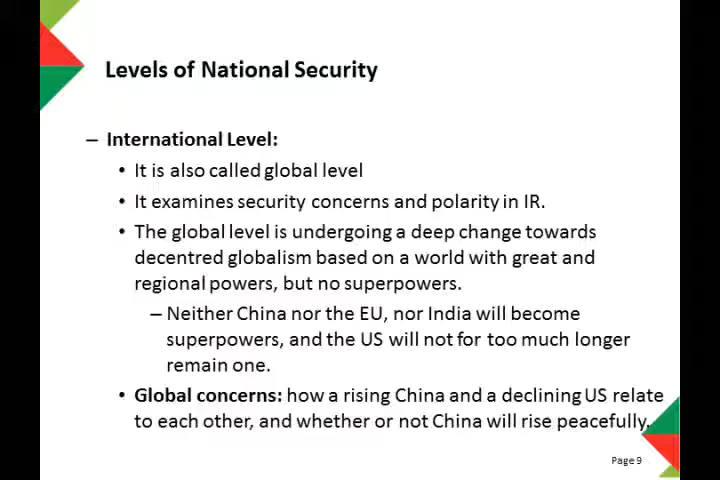 Levels of National Security
– International Level:
• It is also called global level
• It examines security concerns and polarity in IR.
• The global level is undergoing a deep change towards
decentred globalism based on a world with great and
regional powers, but no superpowers.
– Neither China nor the EU, nor India will become
superpowers, and the US will not for too much longer
remain one.
• Global concerns: how a rising China and a declining US relate
to each other, and whether or not China will rise peacefully.
Page 9